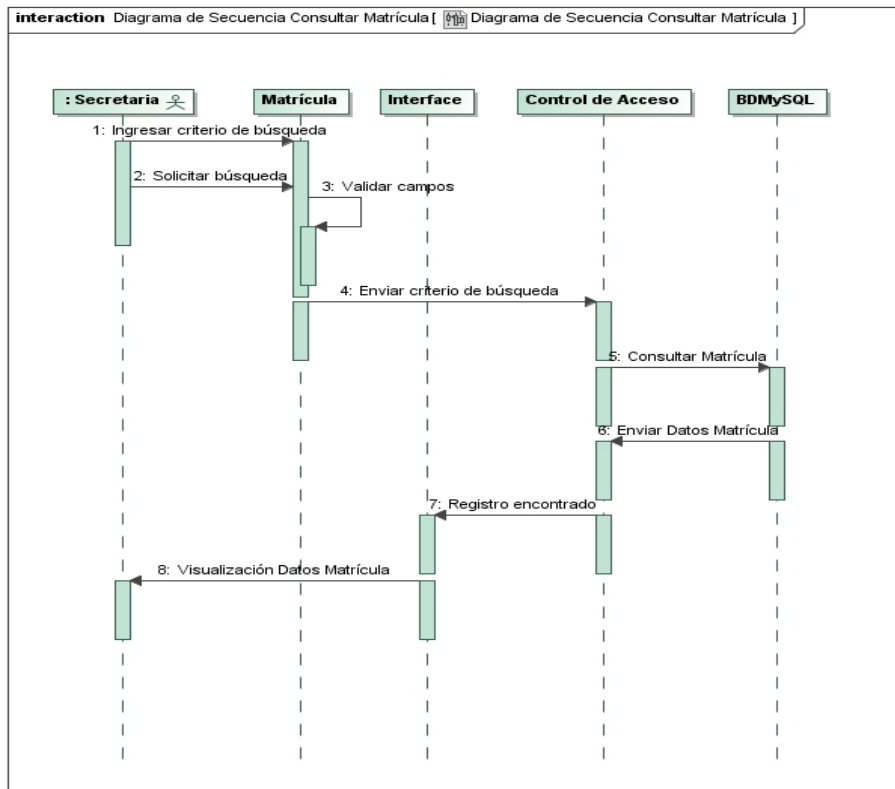 interaction Diagrama de Secuencia Consultar Matrícula[ Diagrama de Secuencia Consultar Matrícula ]
: Secretaria
Matrícula
Interface
Control de Acceso
BDMySQL
1: Ingresar criterio de búsqueda
2: Solicitar búsqueda
3: Validar campos
4: Enviar criterio de búsqueda
5: Consultar Matrícula
6: Enviar Datos Matrícula
7: Registro encontrado
8: Visualización Datos Matrícula